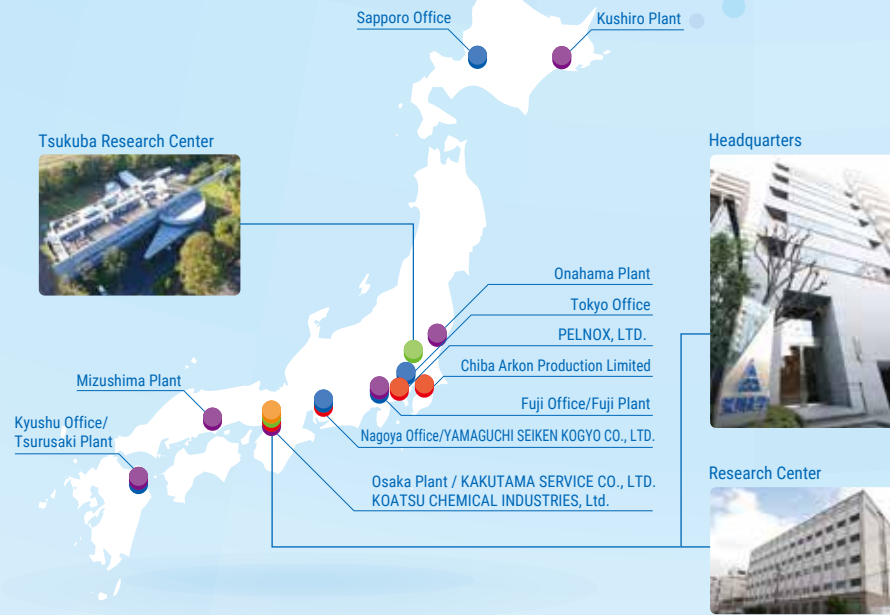 Sapporo Office
Kushiro Plant
Tsukuba Research Center
Headquarters
Onahama Plant
Tokyo Office
PELNOX, LTD.
Chiba Arkon Production Limited
Mizushima Plant
Fuji Office/Fuji Plant
Kyushu Office/
Tsurusaki Plant
Nagoya Office/YAMAGUCHI SEIKEN KOGYO CO., LTD.
Osaka Plant / KAKUTAMA SERVICE CO., LTD.
KOATSU CHEMICAL INDUSTRIES, Ltd.
Research Center